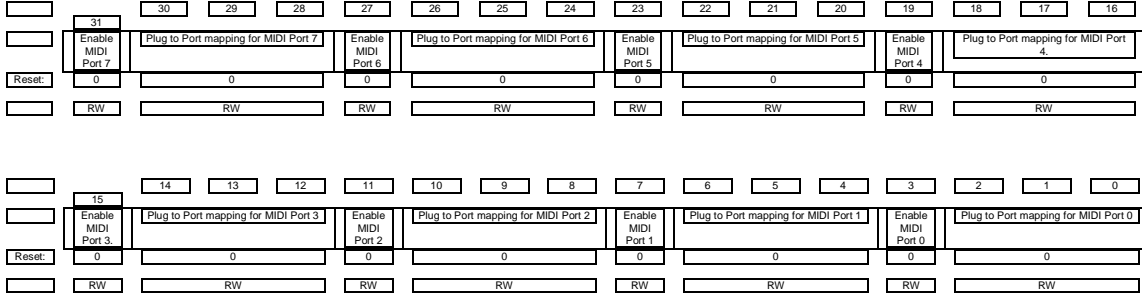 30 29 28 27 26 25 24 23 22 21 20 19 18 17 16
31
Enable MIDI Port 7 Plug to Port mapping for MIDI Port 7 Enable MIDI Port 6 Plug to Port mapping for MIDI Port 6 Enable MIDI Port 5 Plug to Port mapping for MIDI Port 5 Enable MIDI Port 4 Plug to Port mapping for MIDI Port 4.
Reset: 0 0 0 0 0 0 0 0
RW RW RW RW RW RW RW RW
14 13 12 11 10 9 8 7 6 5 4 3 2 1 0
15
Enable MIDI Port 3. Plug to Port mapping for MIDI Port 3 Enable MIDI Port 2 Plug to Port mapping for MIDI Port 2 Enable MIDI Port 1 Plug to Port mapping for MIDI Port 1 Enable MIDI Port 0 Plug to Port mapping for MIDI Port 0
Reset: 0 0 0 0 0 0 0 0
RW RW RW RW RW RW RW RW